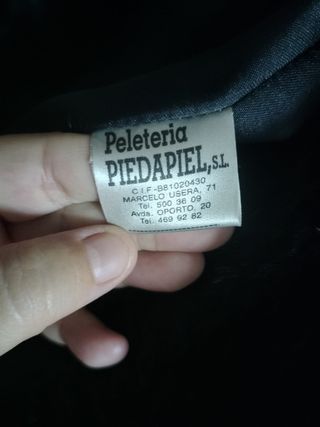 Peleteria
PIEDAPIEL, S.L.
C.I.F.-B81020430
MARCELO USERA, 71
Tel. 500 36 09
Avda. OPORTO, 20
Tel. 469 92 82